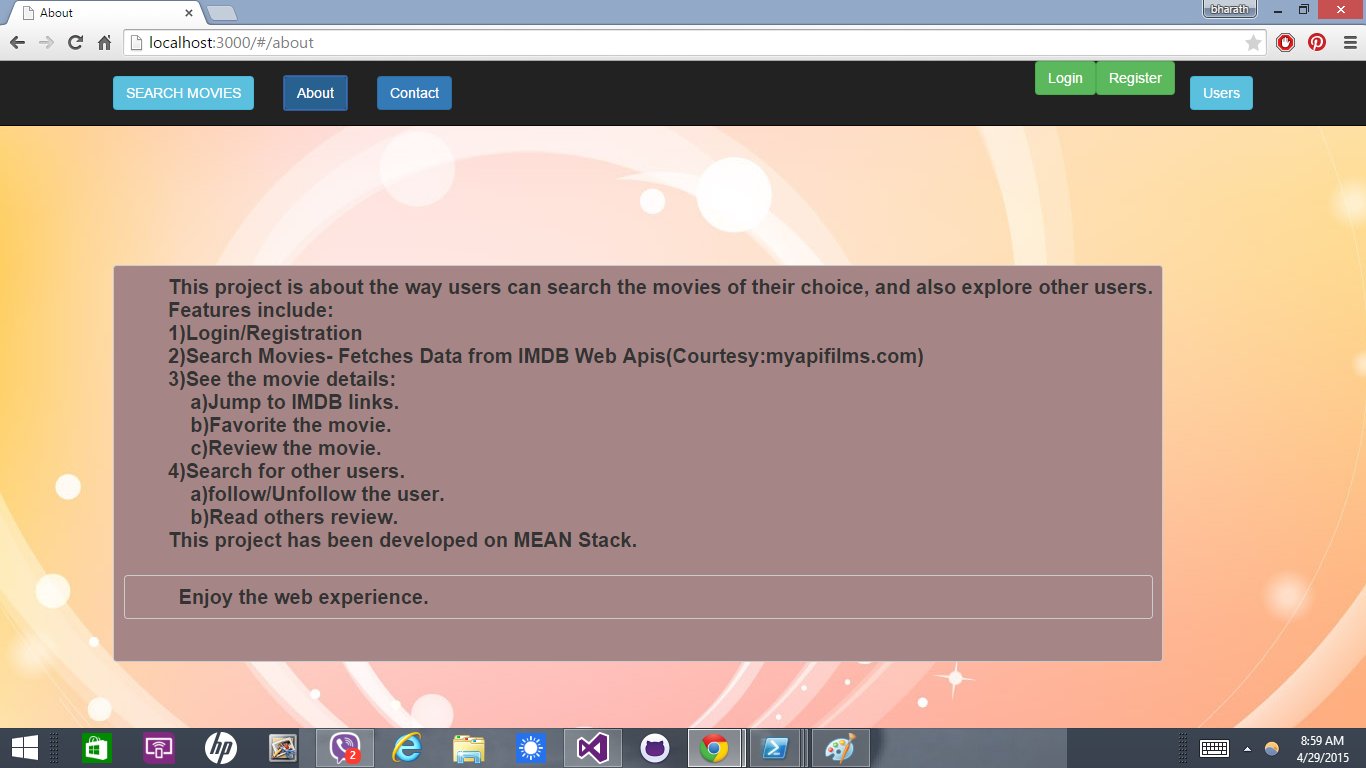 About
bharath
localhost:3000/#/about
SEARCH MOVIES
About
Contact
Login
Register
Users
This project is about the way users can search the movies of their choice, and also explore other users.
Features include:
1)Login/Registration
2)Search Movies- Fetches Data from IMDB Web Apis(Courtesy:myapifilms.com)
3)See the movie details:
a)Jump to IMDB links.
b)Favorite the movie.
c)Review the movie.
4)Search for other users.
a)follow/Unfollow the user.
b)Read others review.
This project has been developed on MEAN Stack.
Enjoy the web experience.
hp
2
8:59 AM
4/29/2015